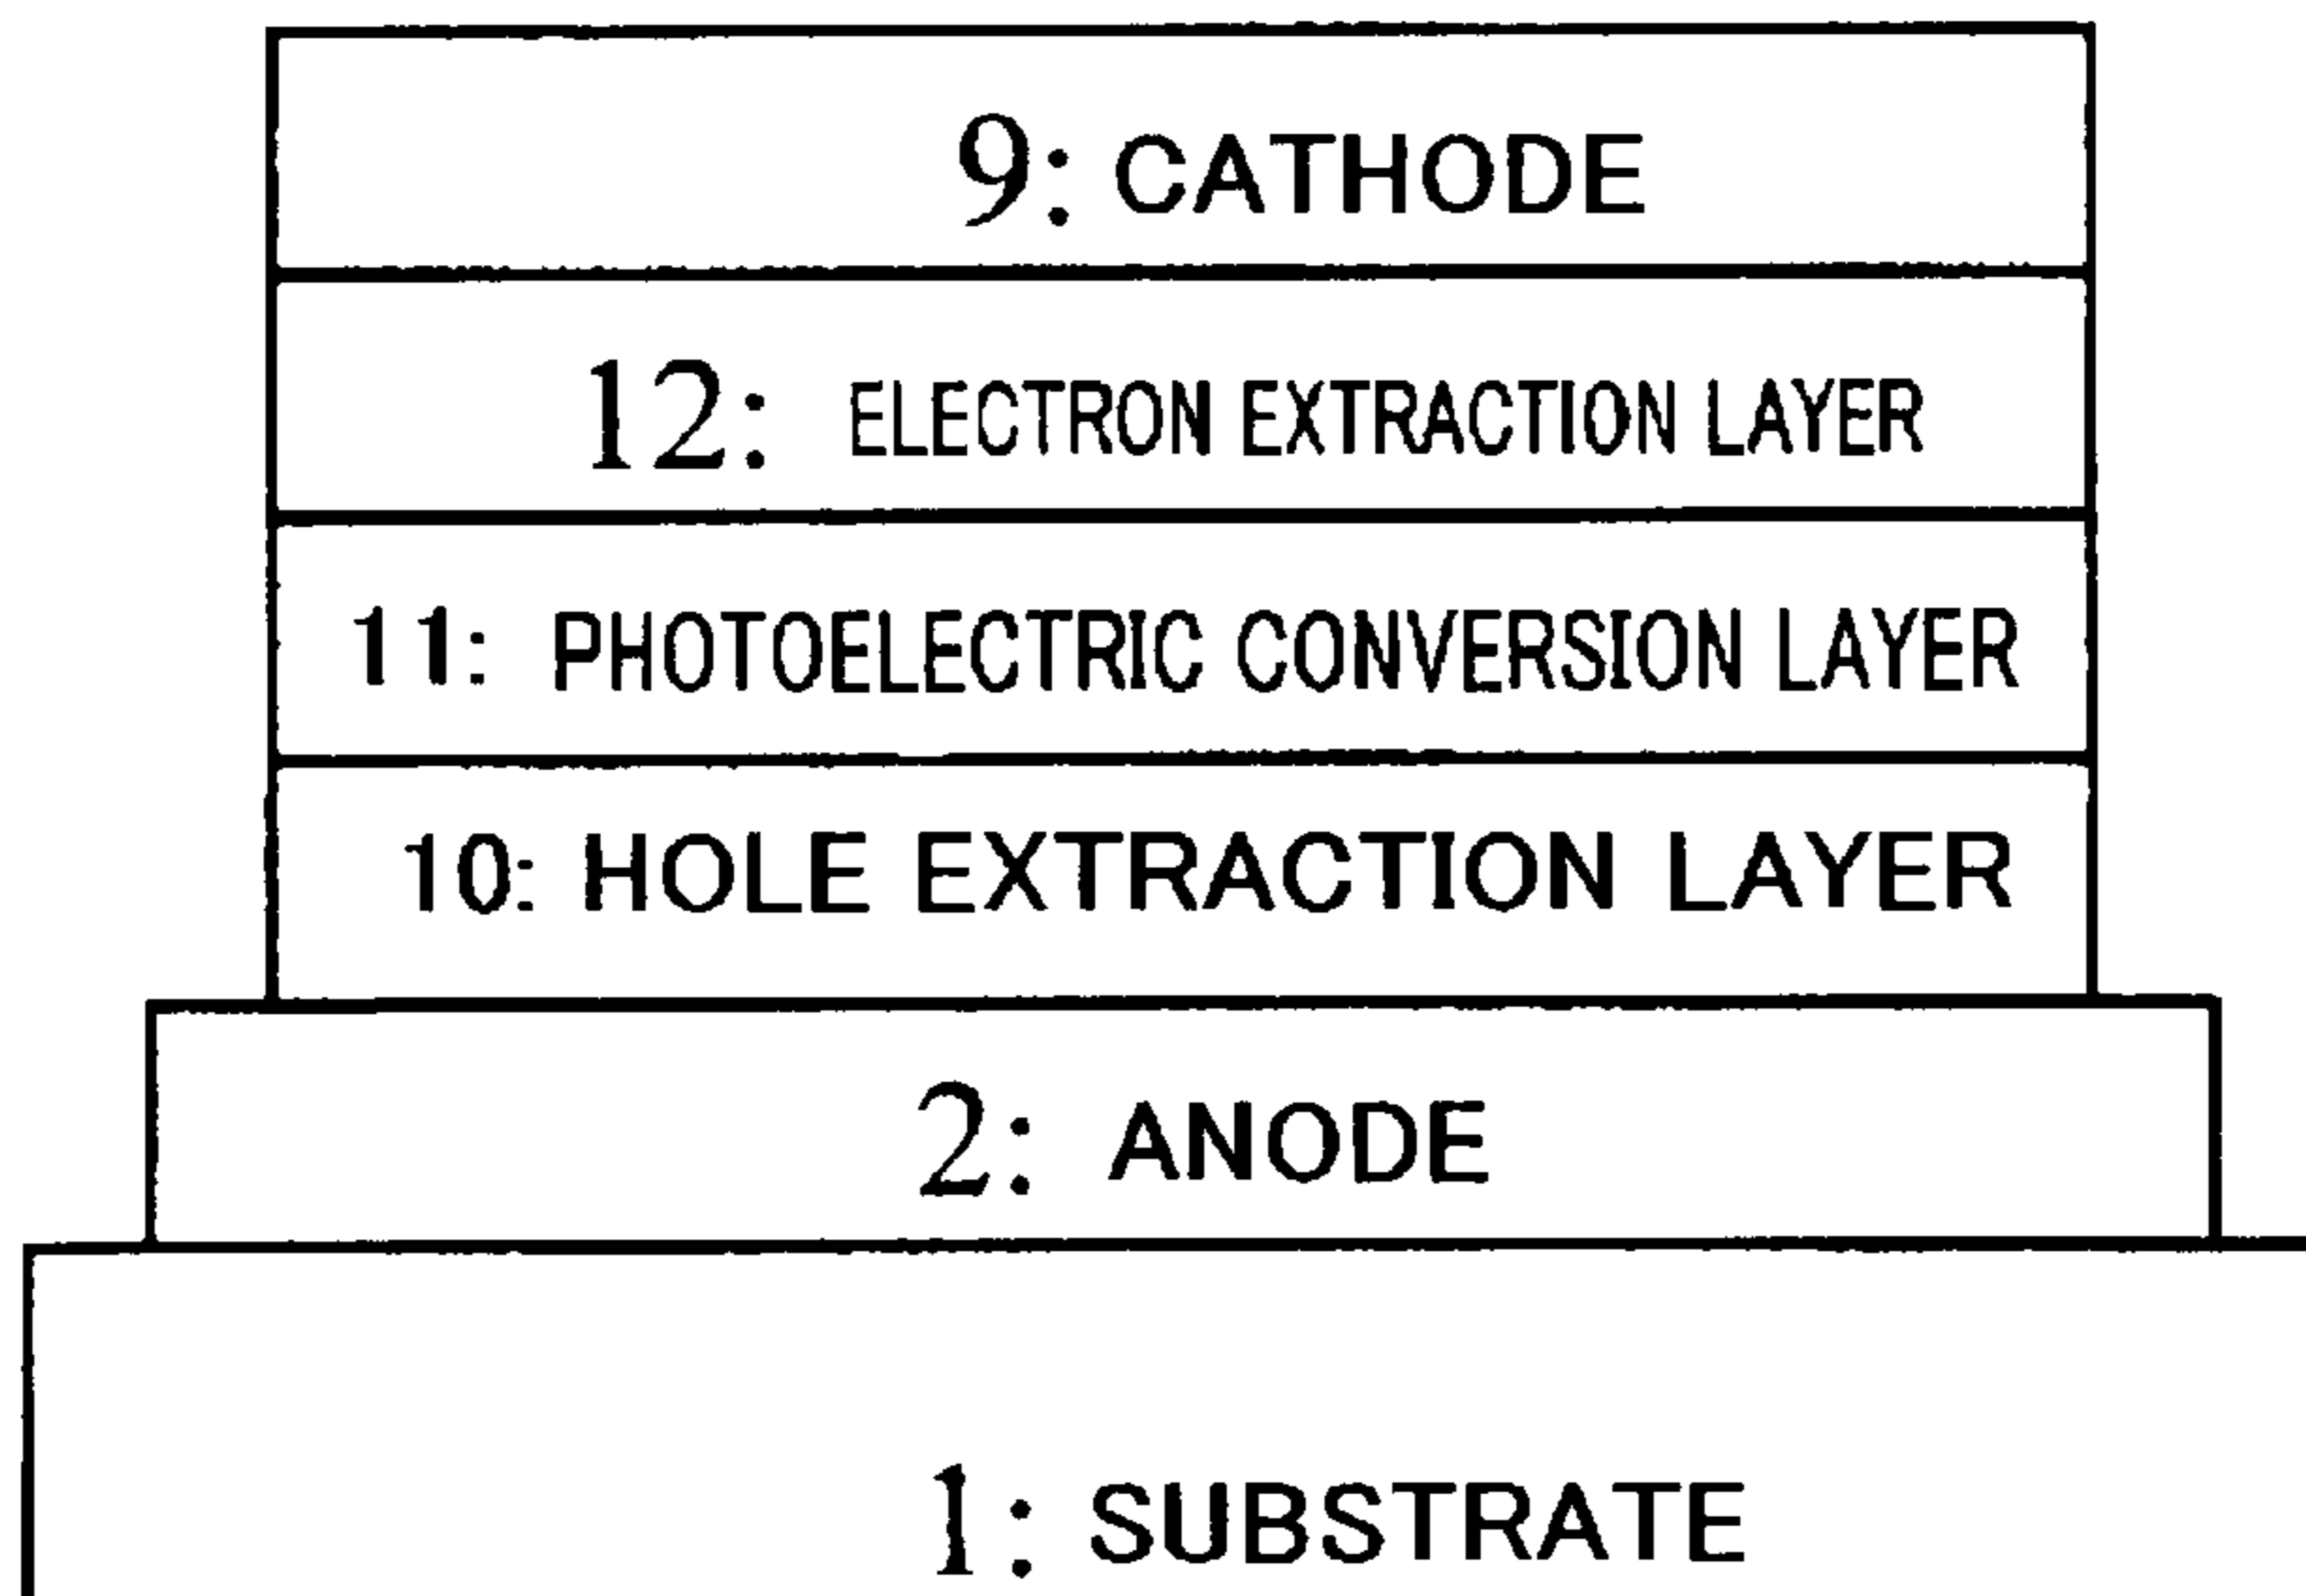 9: CATHODE
12: ELECTRON EXTRACTION LAYER
11: PHOTOELECTRIC CONVERSION LAYER
10: HOLE EXTRACTION LAYER
2: ANODE
1: SUBSTRATE